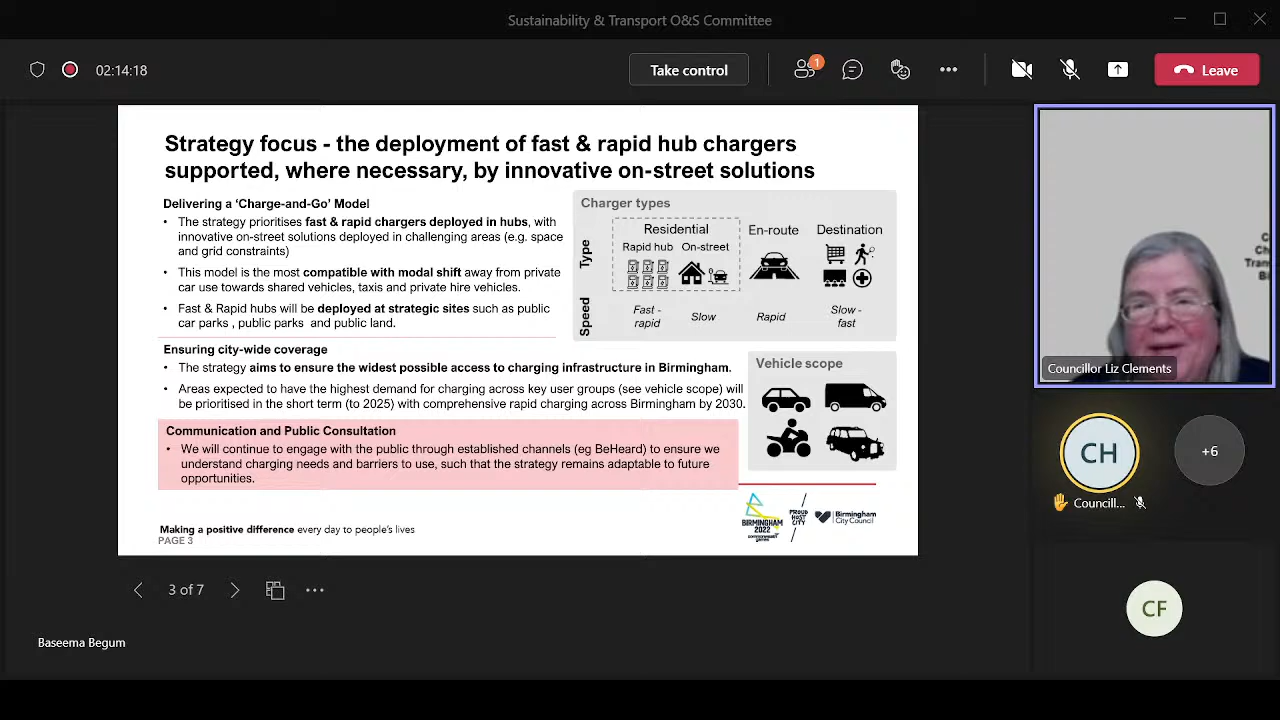 Sustainability & Transport O&S Committee
02:14:18
Take control
1
Leave
Strategy focus - the deployment of fast & rapid hub chargers
supported, where necessary, by innovative on-street solutions
Delivering a ‘Charge-and-Go’ Model
• The strategy prioritises fast & rapid chargers deployed in hubs, with
innovative on-street solutions deployed in challenging areas (e.g. space
and grid constraints)
• This model is the most compatible with modal shift away from private
car use towards shared vehicles, taxis and private hire vehicles.
• Fast & Rapid hubs will be deployed at strategic sites such as public
car parks , public parks and public land.
Charger types
Type
Residential
En-route
Destination
Rapid hub
On-street
Speed
Fast -
rapid
Slow
Rapid
Slow -
fast
Ensuring city-wide coverage
• The strategy aims to ensure the widest possible access to charging infrastructure in Birmingham.
• Areas expected to have the highest demand for charging across key user groups (see vehicle scope) will
be prioritised in the short term (to 2025) with comprehensive rapid charging across Birmingham by 2030.
Vehicle scope
Communication and Public Consultation
• We will continue to engage with the public through established channels (eg BeHeard) to ensure we
understand charging needs and barriers to use, such that the strategy remains adaptable to future
opportunities.
BIRMINGHAM
2022
commonwealth
games
PROUD
HOST
CITY
Birmingham
City Council
Making a positive difference every day to people's lives
PAGE 3
3 of 7
Baseema Begum
Councillor Liz Clements
CH
Councill...
+6
CF